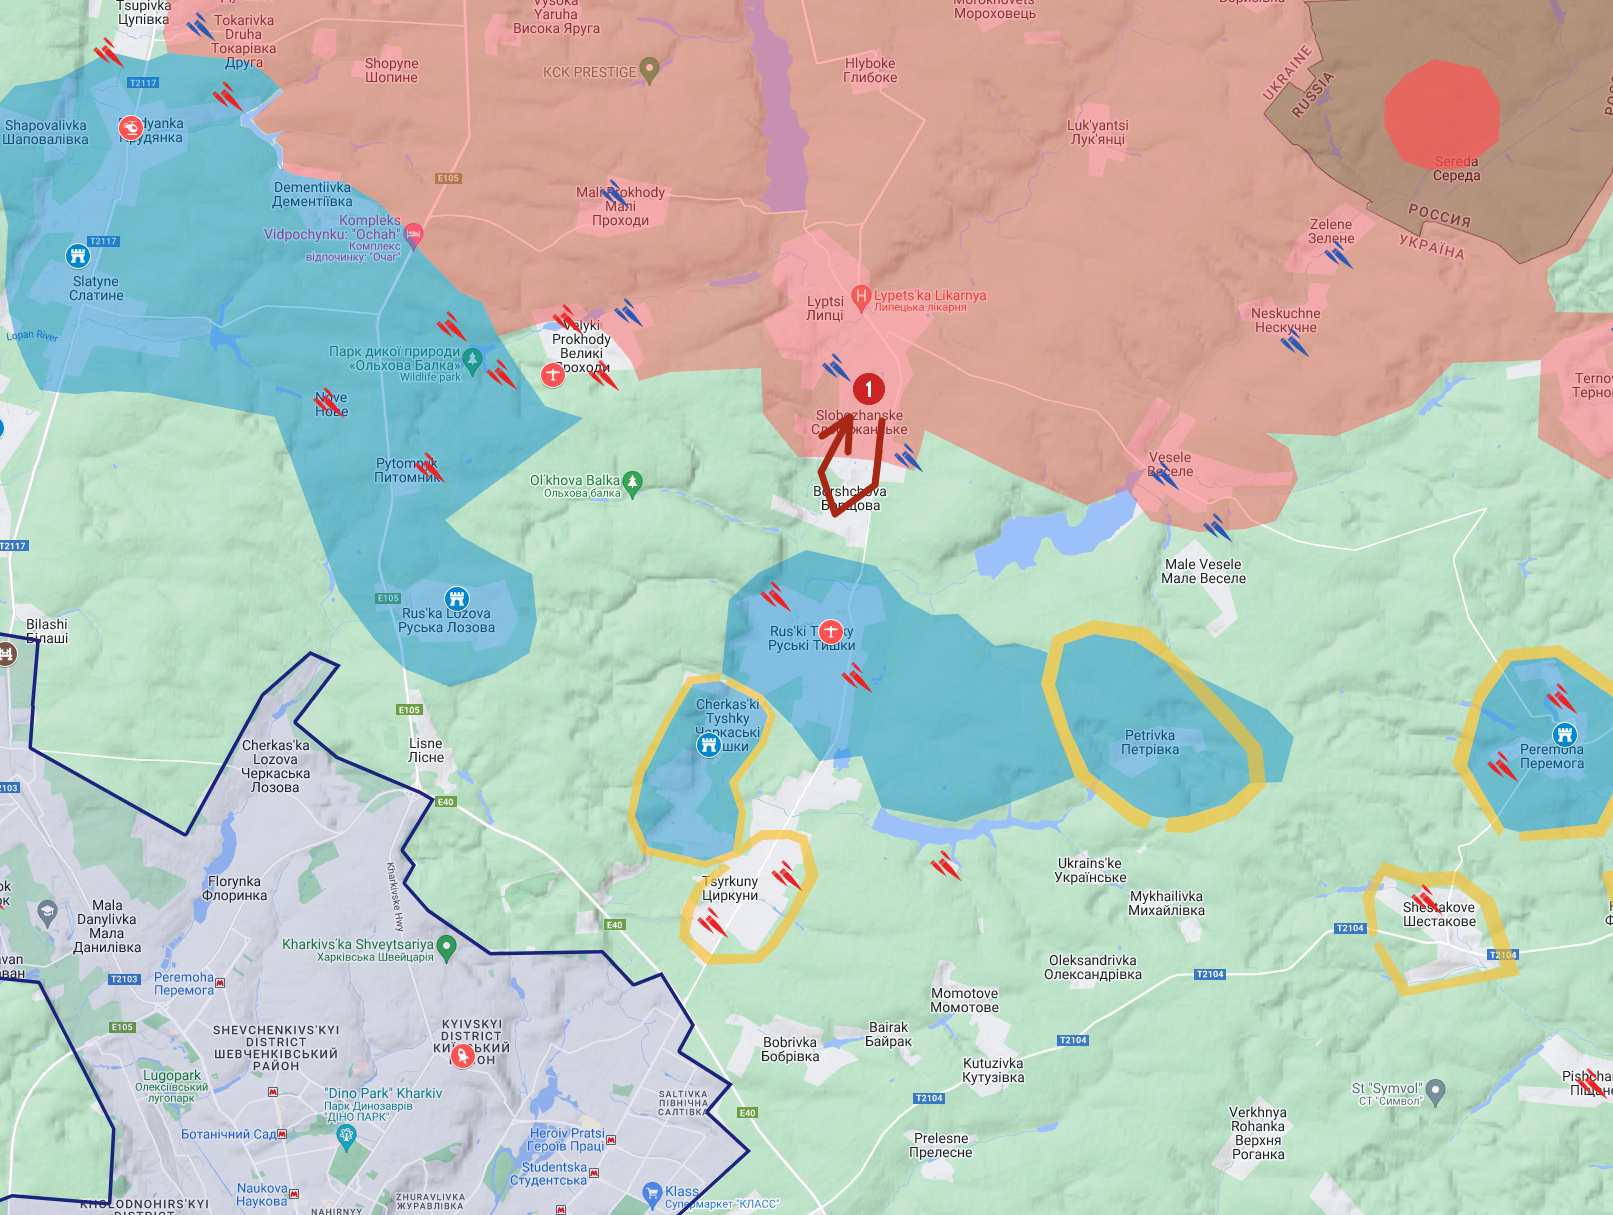 Tsupivka
Цупівка
Tokarivka
Druha
Токарівка
Друга
Vysoka
Yaruha
Висока Яруга
Morokhovets
Мороховець
Shopyne
Шопине
KCK PRESTIGE
Hlyboke
Глибоке
UKRAINE
RUSSIA
T2117
Shapovalivka
Шаповалівка
Luk'yantsi
Лук'янці
Sereda
Середа
E105
Dementiivka
Дементіївка
Mali Prokhody
Малі
Проходи
РОССИЯ
УКРАЇНА
Kompleks
Vidpochynku: "Ochah"
Комплекс
відпочинку: "Очаг"
Zelene
Зелене
T2117
Slatyne
Слатине
Lyptsi
Липці
Lypets'ka Likarnya
Липецька лікарня
Neskuchne
Нескучне
Lopan River
Velyki
Prokhody
Великі
Проходи
Парк дикої природи
«Ольхова Балка»
Wildlife park
1
Nove
Нове
Slobozhanske
Слобожанське
Pytomnyk
Питомник
Vesele
Веселе
Ol'khova Balka
Ольхова балка
Borshchova
Борщова
T2117
Male Vesele
Мале Веселе
E105
Rus'ka Lozova
Руська Лозова
Bilashi
Білаші
Rus'ki Tyshky
Руські Тишки
Cherkas'ki
Tyshky
Черкаські
Тишки
E105
Lisne
Лісне
Petrivka
Петрівка
Peremoha
Перемога
Cherkas'ka
Lozova
Черкаська
Лозова
E40
Kharkivske Hwy
Florynka
Флоринка
Tsyrkuny
Циркуни
Ukrains'ke
Українське
Mykhailivka
Михайлівка
Shestakove
Шестакове
Mala
Danylivka
Мала
Данилівка
E40
T2104
Kharkivs'ka Shveytsariya
Харківська Швейцарія
T2104
Oleksandrivka
Олександрівка
T2104
T2103
Peremoha
Перемога
Momotove
Момотове
E105
SHEVCHENKIVS'KYI
DISTRICT
ШЕВЧЕНКІВСЬКИЙ
РАЙОН
KYIVSKYI
DISTRICT
КИЇВСЬКИЙ
РАЙОН
Bairak
Байрак
Bobrivka
Бобрівка
T2104
Kutuzivka
Кутузівка
Lugopark
Олексіївський
лугопарк
"Dino Park" Kharkiv
Парк Динозаврів
"ДІНО ПАРК"
SALTIVKA
ПІВНІЧНА
САЛТІВКА
E40
T2104
St "Symvol"
СТ "Символ"
Ботанічний Сад
Heroiv Pratsi
Героїв Праці
Prelesne
Прелесне
Verkhnya
Rohanka
Верхня
Роганка
Studentska
Студентська
Naukova
Наукова
ZHURAVLIVKA
ЖУРАВЛІВКА
Klass
Супермаркет "КЛАСС"
KHOLODNOHIRS'KYI
DISTRICT
NAHIRNYY